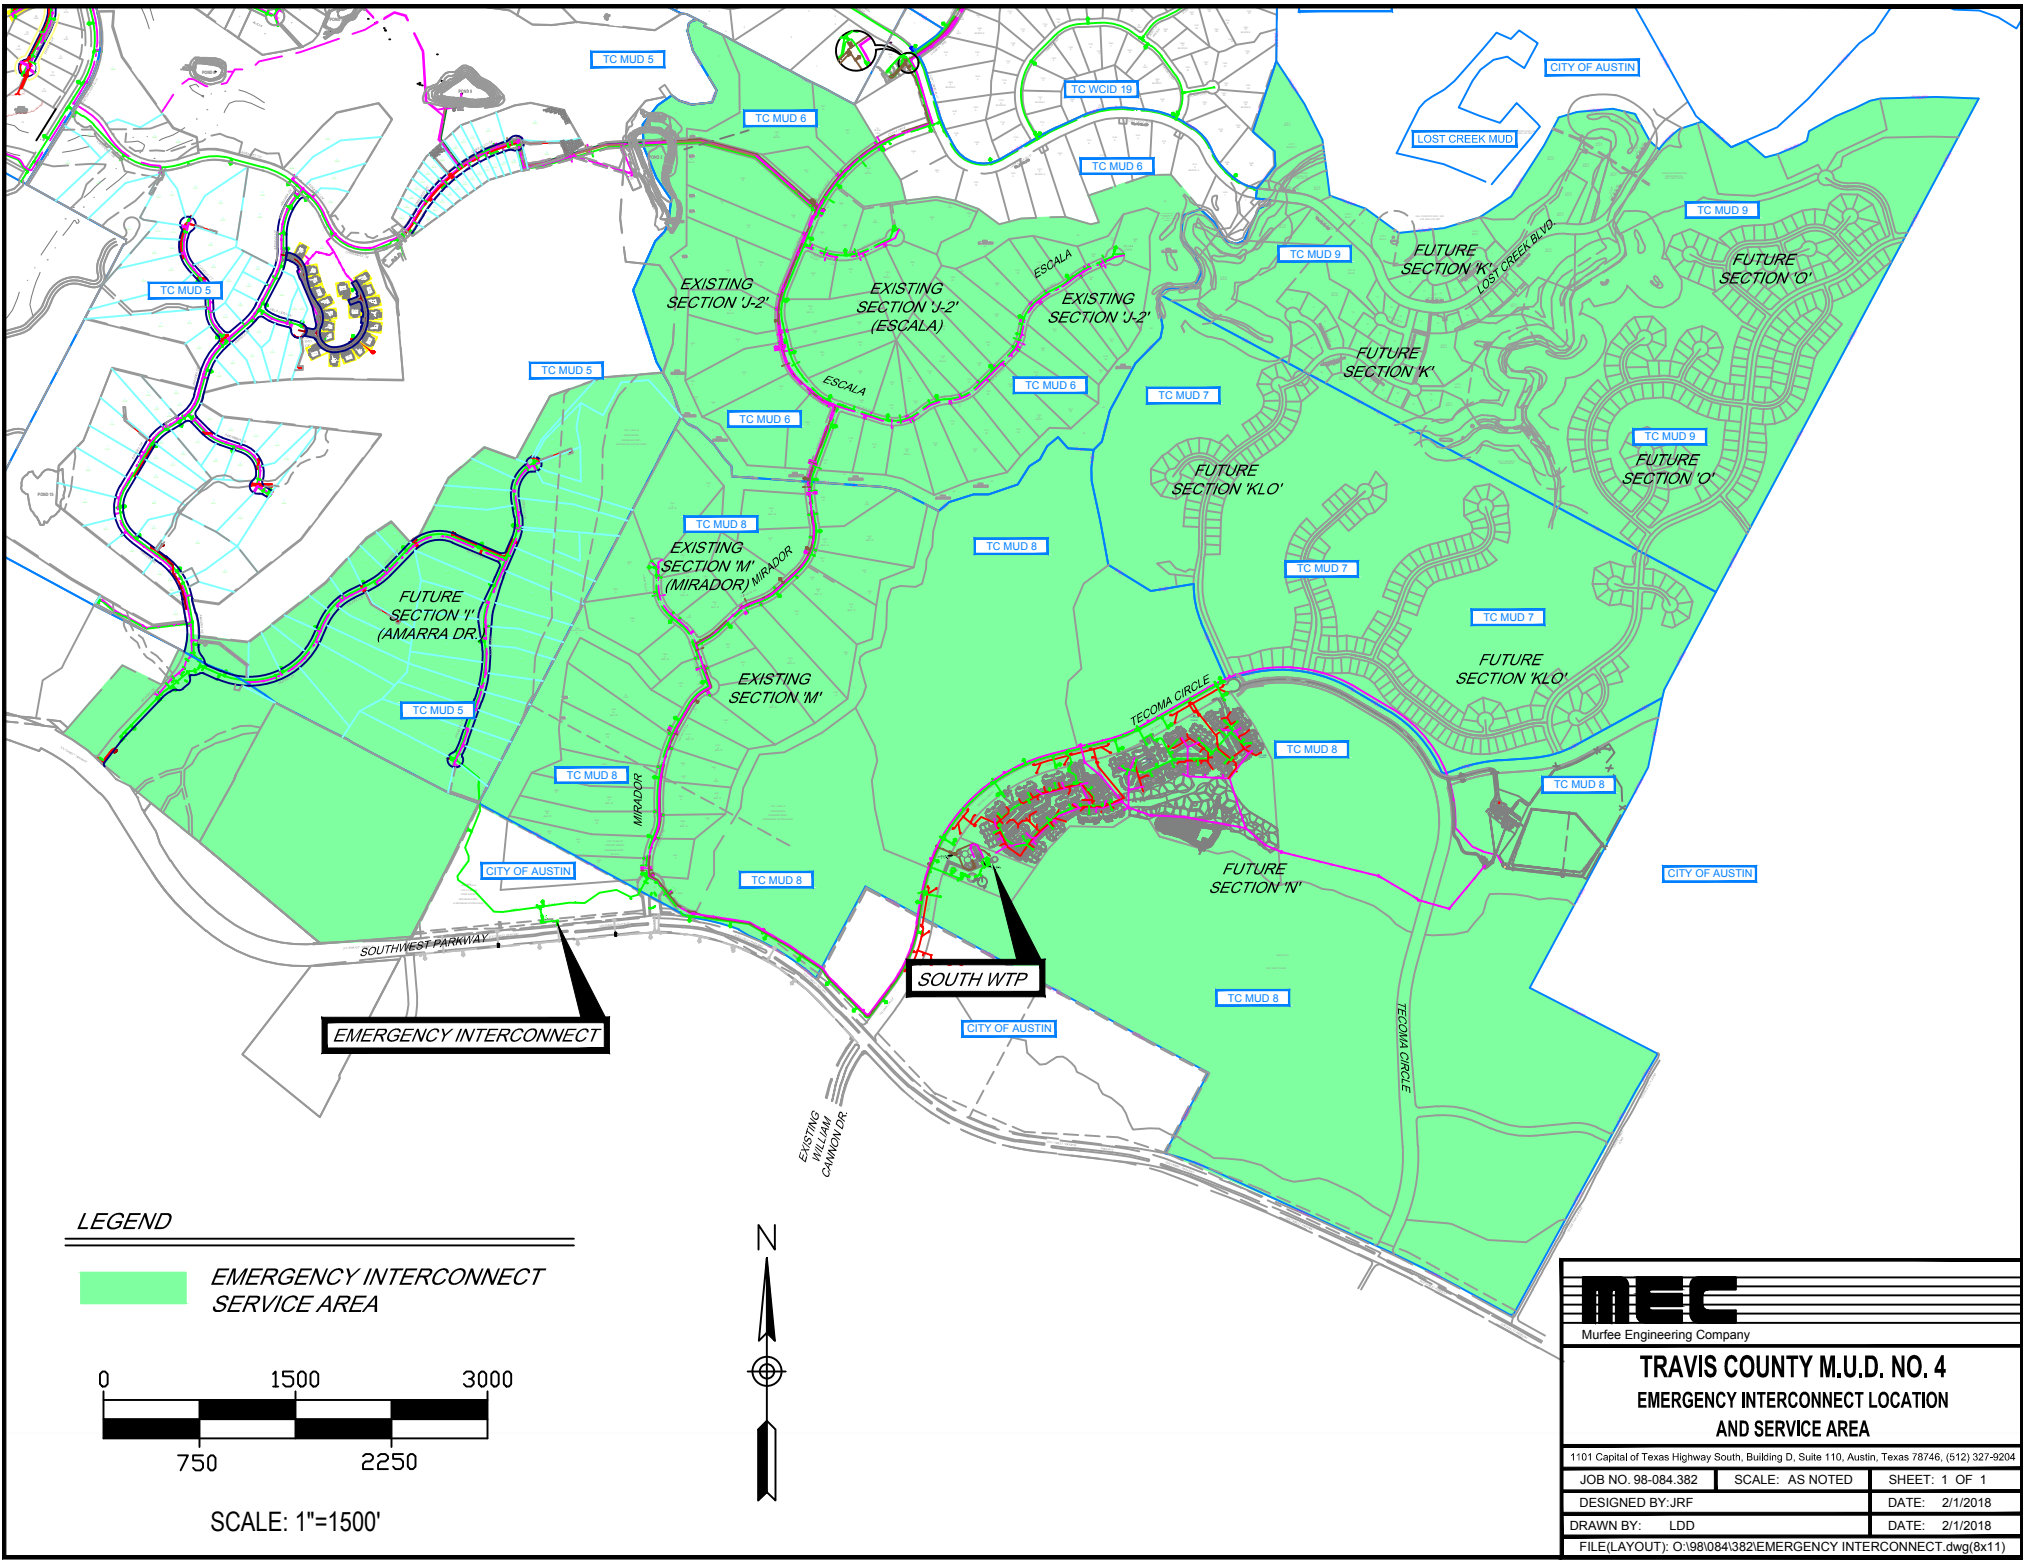 TC MUD 5
CITY OF AUSTIN
TC WCID 19
TC MUD 6
LOST CREEK MUD
TC MUD 6
TC MUD 9
LOST CREEK BLVD.
FUTURE
SECTION 'K'
TC MUD 9
FUTURE
SECTION 'O'
ESCALA
TC MUD 5
EXISTING
SECTION 'J-2'
EXISTING
SECTION 'J-2'
(ESCALA)
EXISTING
SECTION 'J-2'
FUTURE
SECTION 'K'
TC MUD 5
ESCALA
TC MUD 6
TC MUD 7
TC MUD 6
TC MUD 9
FUTURE
SECTION 'O'
FUTURE
SECTION 'KLO'
TC MUD 8
EXISTING
SECTION 'M'
(MIRADOR)
MIRADOR
TC MUD 8
TC MUD 7
FUTURE
SECTION 'I'
(AMARRA DR.)
TC MUD 7
FUTURE
SECTION 'KLO'
EXISTING
SECTION 'M'
TECOMA CIRCLE
TC MUD 5
TC MUD 8
TC MUD 8
MIRADOR
TC MUD 8
CITY OF AUSTIN
TC MUD 8
FUTURE
SECTION 'N'
CITY OF AUSTIN
SOUTHWEST PARKWAY
SOUTH WTP
TC MUD 8
EMERGENCY INTERCONNECT
CITY OF AUSTIN
TECOMA CIRCLE
EXISTING
WILLIAM
CANNON DR.
LEGEND
EMERGENCY INTERCONNECT
SERVICE AREA
0 1500 3000
750 2250
SCALE: 1"=1500'
N
MEC
Murfee Engineering Company
TRAVIS COUNTY M.U.D. NO. 4
EMERGENCY INTERCONNECT LOCATION
AND SERVICE AREA
1101 Capital of Texas Highway South, Building D, Suite 110, Austin, Texas 78746, (512) 327-9204
JOB NO. 98-084.382 SCALE: AS NOTED SHEET: 1 OF 1
DESIGNED BY:JRF DATE: 2/1/2018
DRAWN BY: LDD DATE: 2/1/2018
FILE(LAYOUT): O:\98\084\382\EMERGENCY INTERCONNECT.dwg(8x11)